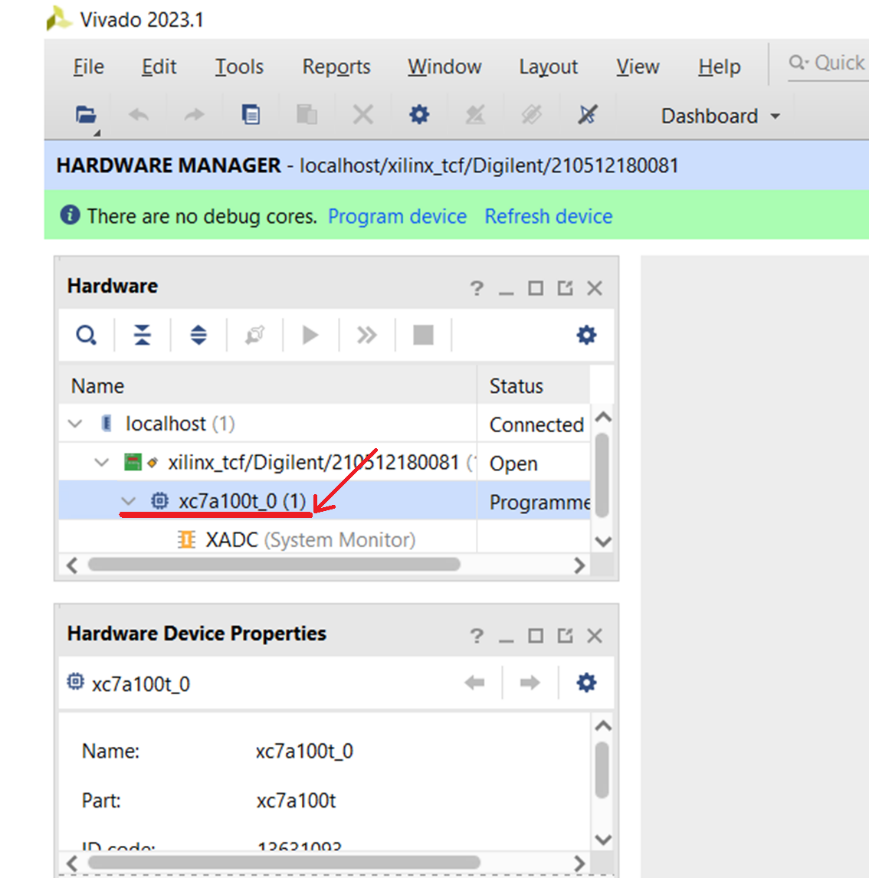 Vivado 2023.1
File Edit Tools Reports Window Layout View Help Quick
Dashboard
HARDWARE MANAGER - localhost/xilinx_tcf/Digilent/210512180081
There are no debug cores. Program device Refresh device
Hardware
Name Status
localhost (1) Connected
xilinx_tcf/Digilent/210512180081 Open
xc7a100t_0 (1) Programme
XADC (System Monitor)
Hardware Device Properties
xc7a100t_0
Name: xc7a100t_0
Part: xc7a100t
ID code: 13631093